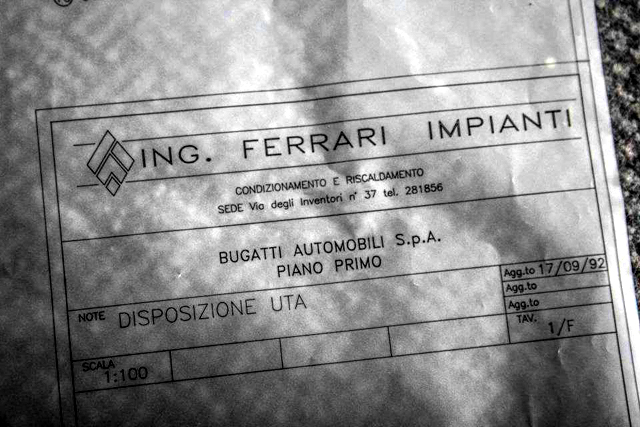 ING. FERRARI IMPIANTI
CONDIZIONAMENTO E RISCALDAMENTO
SEDE Via degli Inventori n° 37 tel. 281856
BUGATTI AUTOMOBILI S.p.A.
PIANO PRIMO
NOTE DISPOSIZIONE UTA
Agg.to 17/09/92
Agg.to
Agg.to
TAV.
1/F
SCALA
1:100